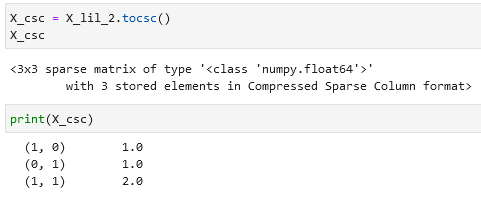 X_csc = X_lil_2.tocsc()
X_csc
<3x3 sparse matrix of type '<class 'numpy.float64'>'
        with 3 stored elements in Compressed Sparse Column format>
print(X_csc)
  (1, 0)        1.0
  (0, 1)        1.0
  (1, 1)        2.0